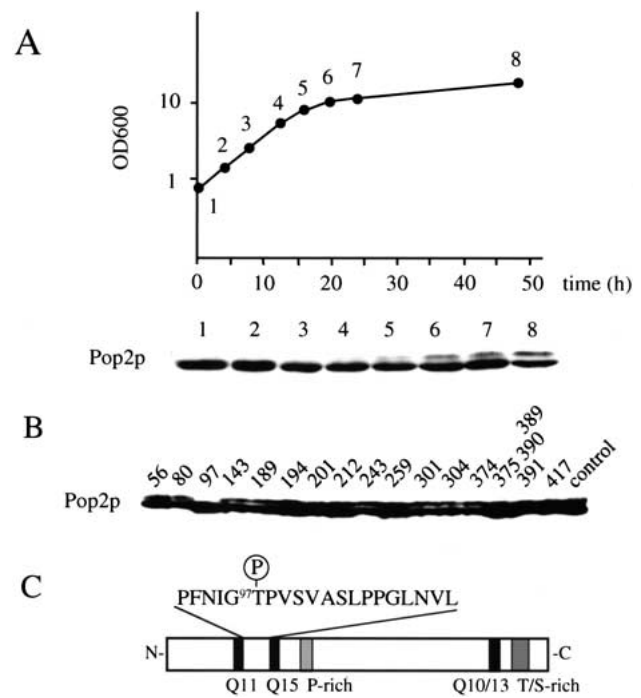 A
OD600
10
1
1 2 3 4 5 6 7 8
0 10 20 30 40 50 time (h)
1 2 3 4 5 6 7 8
Pop2p
B
56 80 97 143 189 194 201 212 243 259 301 304 374 375 389 390 391 417 control
Pop2p
C
P
PFNIG⁹⁷TPVSVASLPPGLNVL
N- -C
Q11 Q15 P-rich Q10/13 T/S-rich